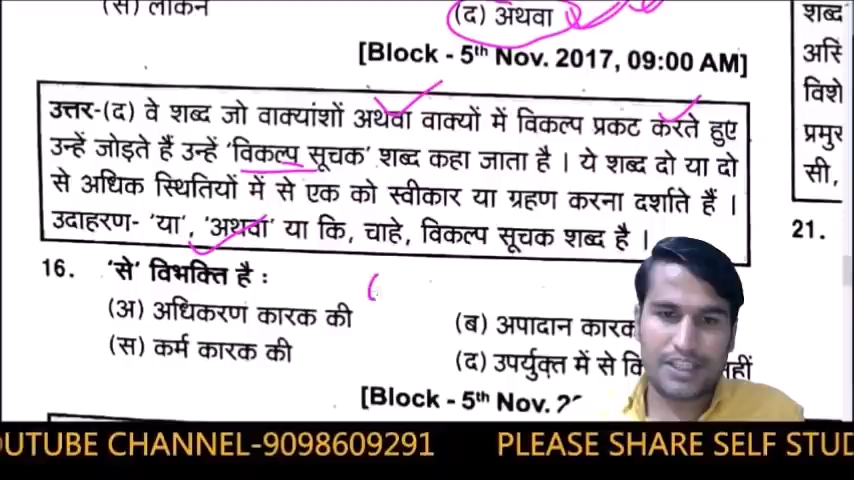 (स) लेकिन
(द) अथवा
[Block - 5th Nov. 2017, 09:00 AM]
उत्तर-(द) वे शब्द जो वाक्यांशों अथवा वाक्यों में विकल्प प्रकट करते हुए
उन्हें जोड़ते हैं उन्हें 'विकल्प सूचक' शब्द कहा जाता है । ये शब्द दो या दो
से अधिक स्थितियों में से एक को स्वीकार या ग्रहण करना दर्शाते हैं ।
उदाहरण- 'या', 'अथवा' या कि, चाहे, विकल्प सूचक शब्द है ।
16. 'से' विभक्ति है :
(अ) अधिकरण कारक की
(ब) अपादान कारक
(स) कर्म कारक की
(द) उपर्युक्त में से
[Block - 5th Nov.
शब्द
विशे
प्रमुर
सी,
21.
OUTUBE CHANNEL-9098609291 PLEASE SHARE SELF STUD